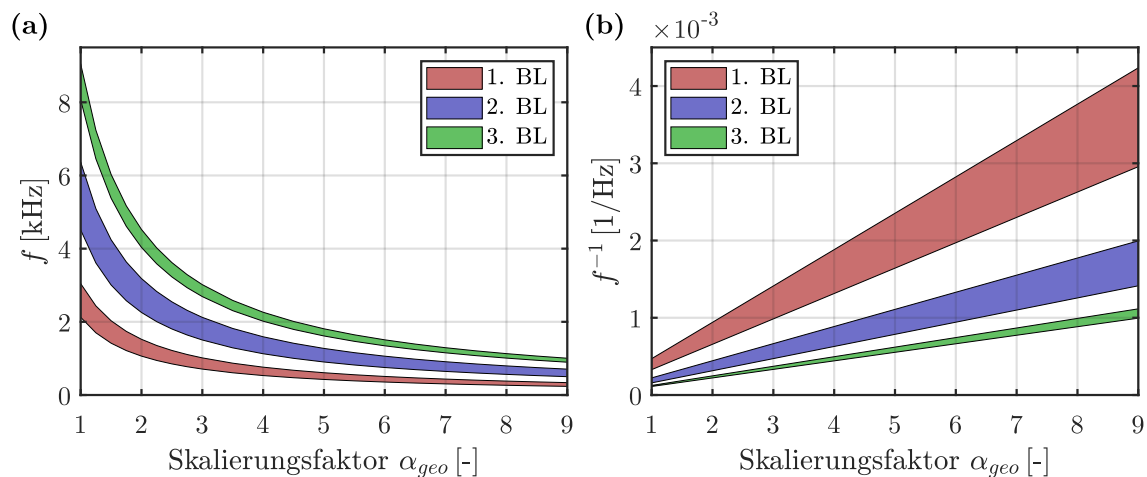 (a)
f [kHz]
8
6
4
2
0
1. BL
2. BL
3. BL
1 2 3 4 5 6 7 8 9
Skalierungsfaktor α_geo [-]
(b)
×10⁻³
f⁻¹ [1/Hz]
4
3
2
1
0
1. BL
2. BL
3. BL
1 2 3 4 5 6 7 8 9
Skalierungsfaktor α_geo [-]